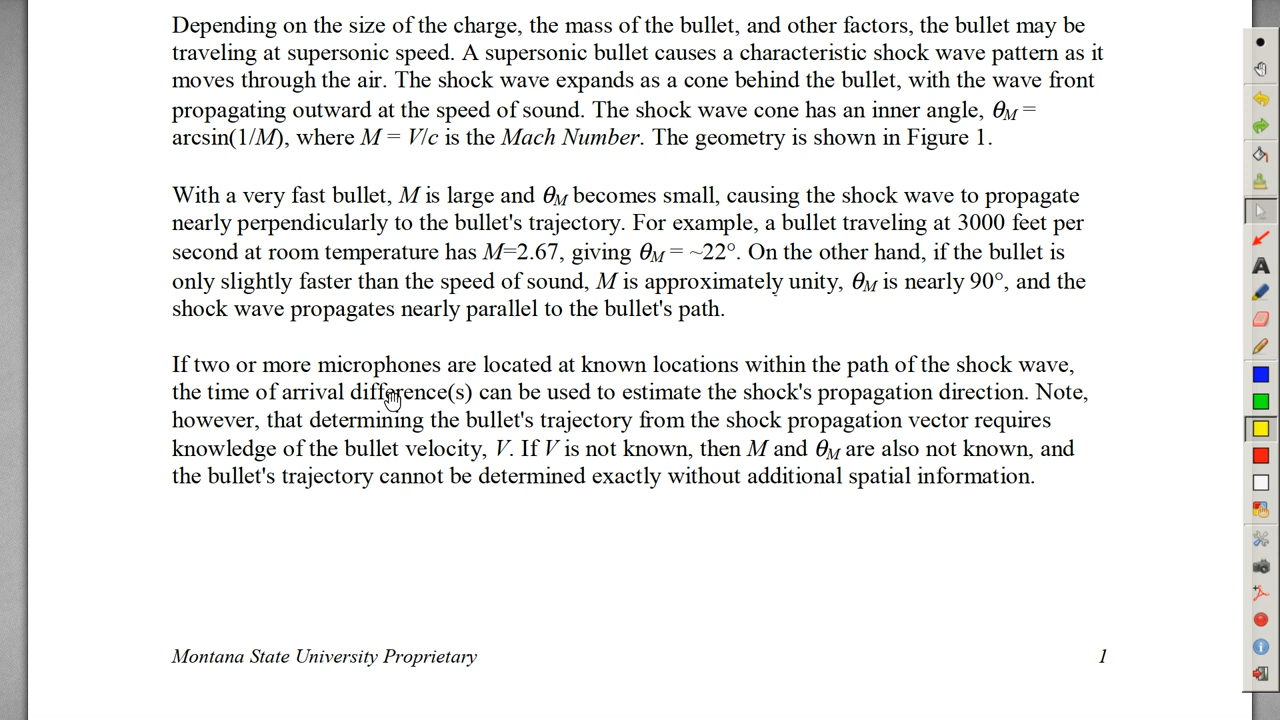 Depending on the size of the charge, the mass of the bullet, and other factors, the bullet may be
traveling at supersonic speed. A supersonic bullet causes a characteristic shock wave pattern as it
moves through the air. The shock wave expands as a cone behind the bullet, with the wave front
propagating outward at the speed of sound. The shock wave cone has an inner angle, θM =
arcsin(1/M), where M = V/c is the Mach Number. The geometry is shown in Figure 1.
With a very fast bullet, M is large and θM becomes small, causing the shock wave to propagate
nearly perpendicularly to the bullet's trajectory. For example, a bullet traveling at 3000 feet per
second at room temperature has M=2.67, giving θM = ~22°. On the other hand, if the bullet is
only slightly faster than the speed of sound, M is approximately unity, θM is nearly 90°, and the
shock wave propagates nearly parallel to the bullet's path.
If two or more microphones are located at known locations within the path of the shock wave,
the time of arrival difference(s) can be used to estimate the shock's propagation direction. Note,
however, that determining the bullet's trajectory from the shock propagation vector requires
knowledge of the bullet velocity, V. If V is not known, then M and θM are also not known, and
the bullet's trajectory cannot be determined exactly without additional spatial information.
Montana State University Proprietary 1